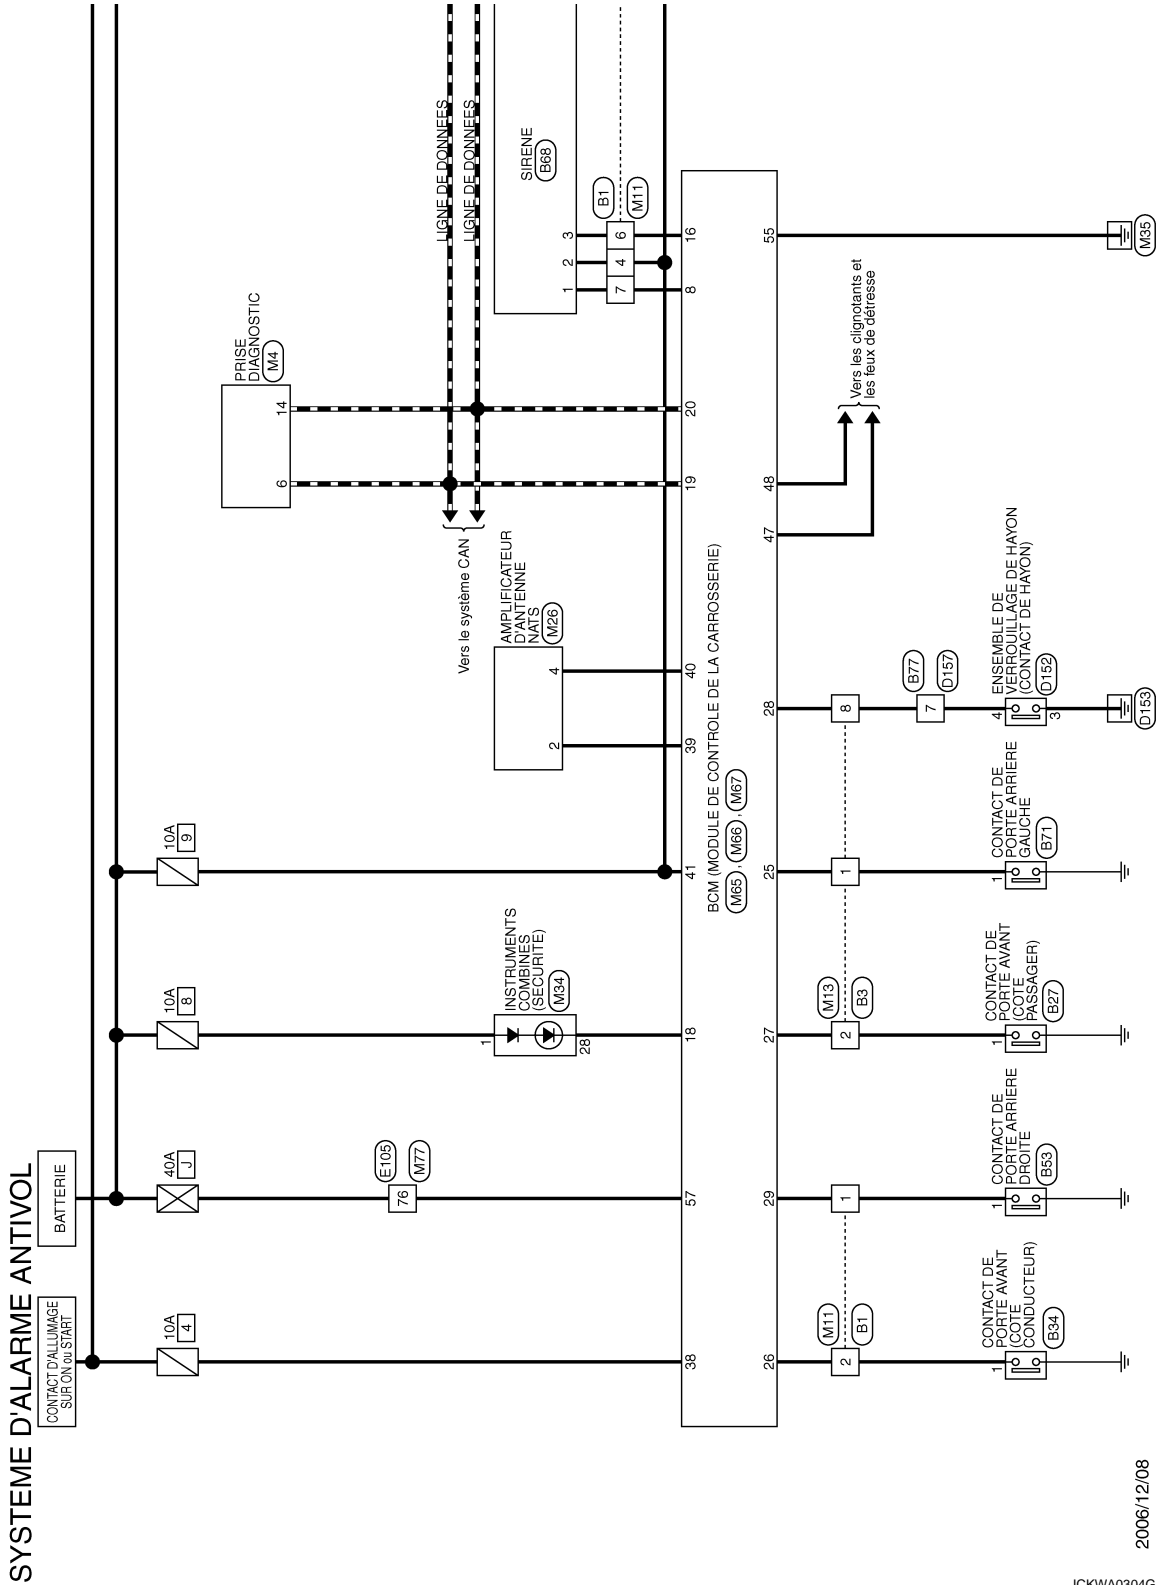 SYSTEME D'ALARME ANTIVOL
CONTACT D'ALLUMAGE
SUR ON ou START
BATTERIE
10A
4
40A
J
10A
8
10A
9
E105
76
M77
PRISE
DIAGNOSTIC
M4
6
14
LIGNE DE DONNEES
LIGNE DE DONNEES
Vers le système CAN
INSTRUMENTS
COMBINES
(SECURITE)
M34
1
28
AMPLIFICATEUR
D'ANTENNE
NATS
M26
2
4
SIRENE
B68
1
2
3
B1
7
4
6
M11
38
57
18
41
39
40
19
20
8
16
BCM (MODULE DE CONTROLE DE LA CARROSSERIE)
M65 , M66 , M67
26
29
27
25
28
47
48
55
M11
2
B1
1
M13
2
B3
1
8
B77
7
D157
Vers les clignotants et
les feux de détresse
CONTACT DE
PORTE AVANT
(COTE
CONDUCTEUR)
B34
1
CONTACT DE
PORTE ARRIERE
DROITE
B53
1
CONTACT DE
PORTE AVANT
(COTE
PASSAGER)
B27
1
CONTACT DE
PORTE ARRIERE
GAUCHE
B71
1
ENSEMBLE DE
VERROUILLAGE DE HAYON
(CONTACT DE HAYON)
D152
4
3
D153
M35
2006/12/08
JCKWA0304G